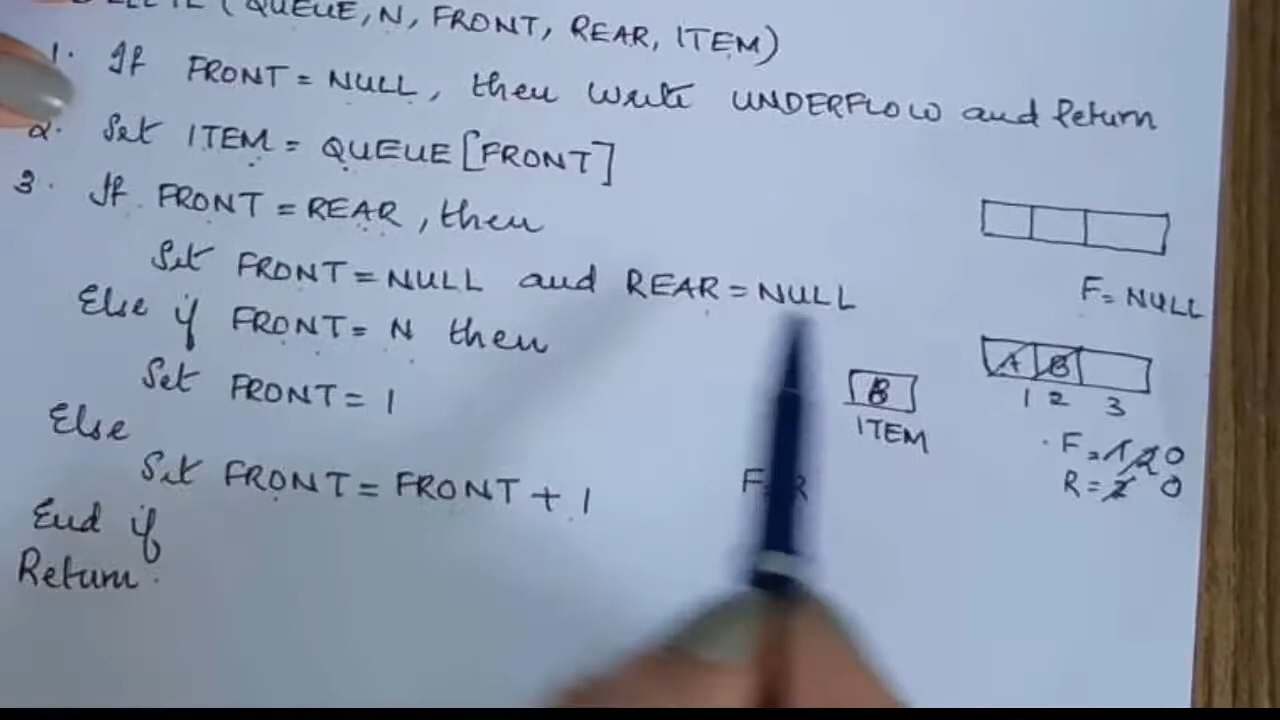 (QUEUE, N, FRONT, REAR, ITEM)
1. If FRONT = NULL, then write UNDERFLOW and Return
2. Set ITEM = QUEUE[FRONT]
3. If FRONT = REAR, then
Set FRONT = NULL and REAR = NULL
Else if FRONT = N then
Set FRONT = 1
Else
Set FRONT = FRONT + 1
End if
Return.
F = NULL
A B
1 2 3
B
ITEM
F = 1 2 0
R = 2 0
F = R